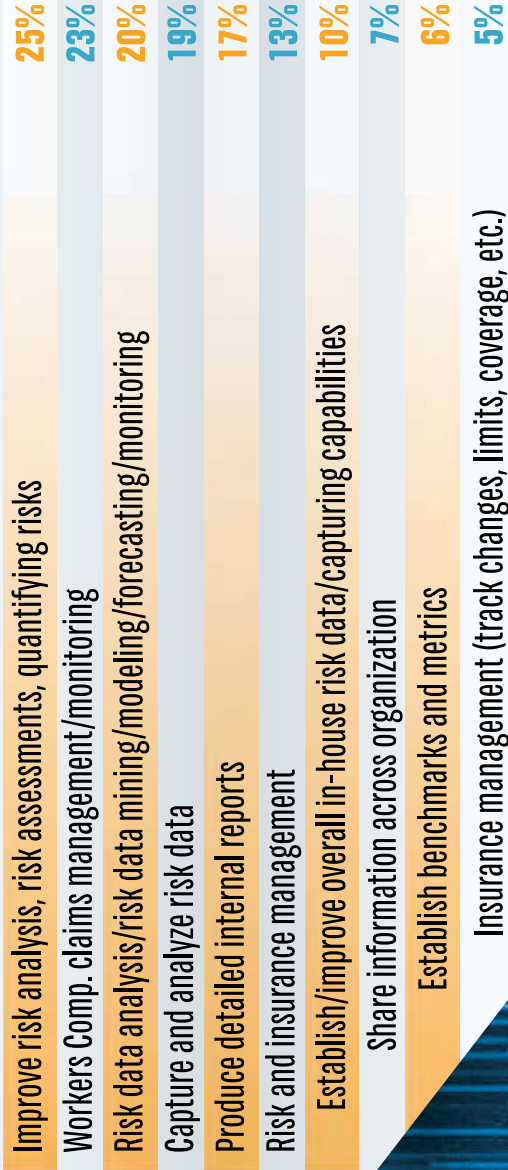 Improve risk analysis, risk assessments, quantifying risks 25%
Workers Comp. claims management/monitoring 23%
Risk data analysis/risk data mining/modeling/forecasting/monitoring 20%
Capture and analyze risk data 19%
Produce detailed internal reports 17%
Risk and insurance management 13%
Establish/improve overall in-house risk data/capturing capabilities 10%
Share information across organization 7%
Establish benchmarks and metrics 6%
Insurance management (track changes, limits, coverage, etc.) 5%